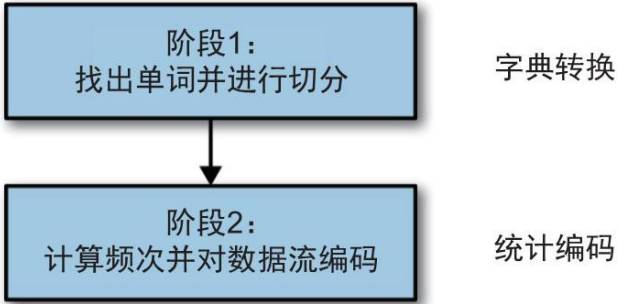 阶段1：
找出单词并进行切分
字典转换
阶段2：
计算频次并对数据流编码
统计编码